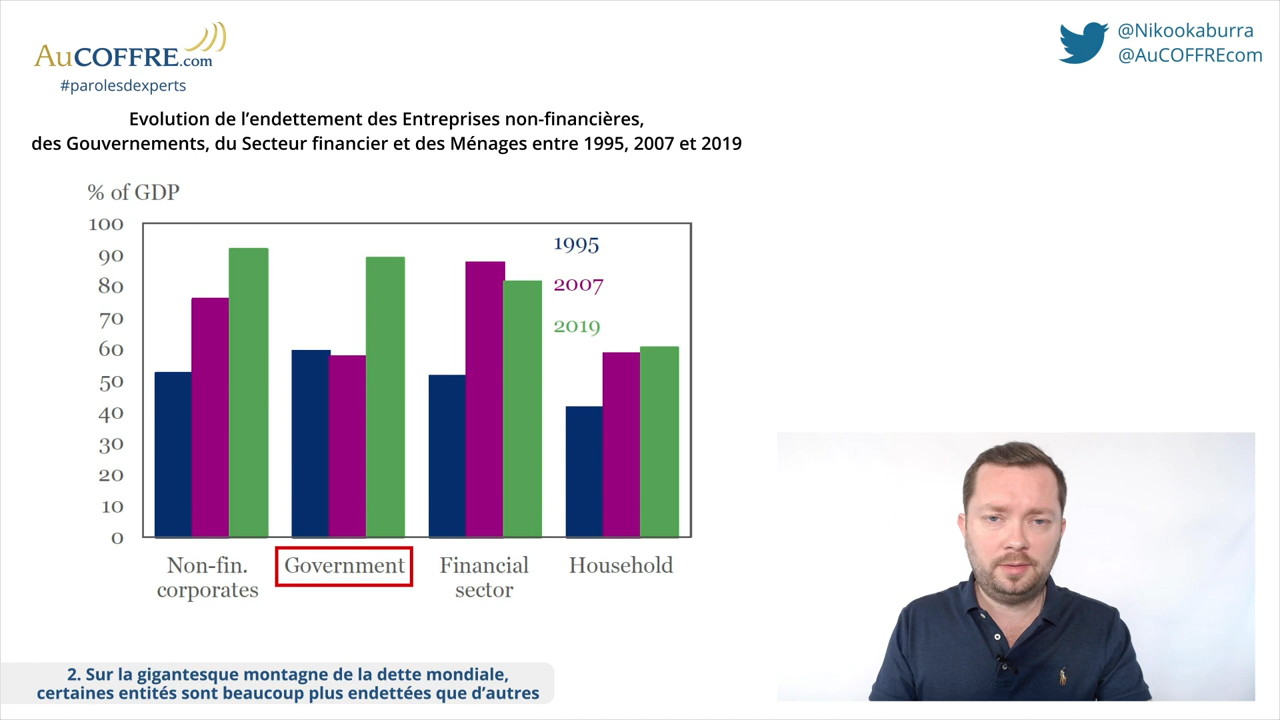 AuCOFFRE.com
#parolesdexperts
@Nikookaburra
@AuCOFFREcom
Evolution de l’endettement des Entreprises non-financières,
des Gouvernements, du Secteur financier et des Ménages entre 1995, 2007 et 2019
% of GDP
100
90
80
70
60
50
40
30
20
10
0
1995
2007
2019
Non-fin.
corporates
Government
Financial
sector
Household
2. Sur la gigantesque montagne de la dette mondiale,
certaines entités sont beaucoup plus endettées que d’autres